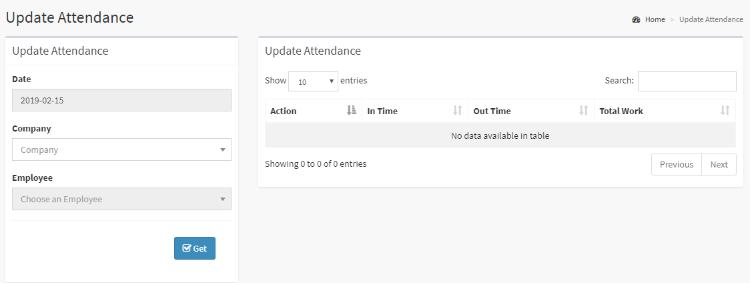 Update Attendance
Home > Update Attendance
Update Attendance
Date
2019-02-15
Company
Company
Employee
Choose an Employee
Get
Update Attendance
Show 10 entries
Search:
Action In Time Out Time Total Work
No data available in table
Showing 0 to 0 of 0 entries
Previous Next